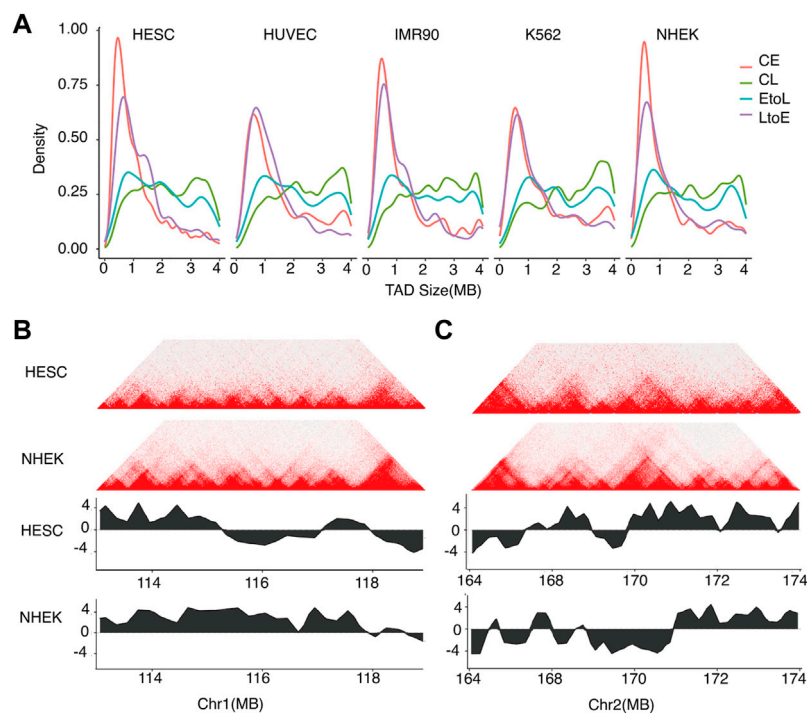 A
HESC HUVEC IMR90 K562 NHEK
1.00
0.75
0.50
0.25
0.00
Density
CE
CL
EtoL
LtoE
0 1 2 3 4 0 1 2 3 4 0 1 2 3 4 0 1 2 3 4 0 1 2 3 4
TAD Size(MB)
B
HESC
NHEK
HESC
4
0
-4
114 116 118
NHEK
4
0
-4
114 116 118
Chr1(MB)
C
4
0
-4
164 166 168 170 172 174
4
0
-4
164 166 168 170 172 174
Chr2(MB)